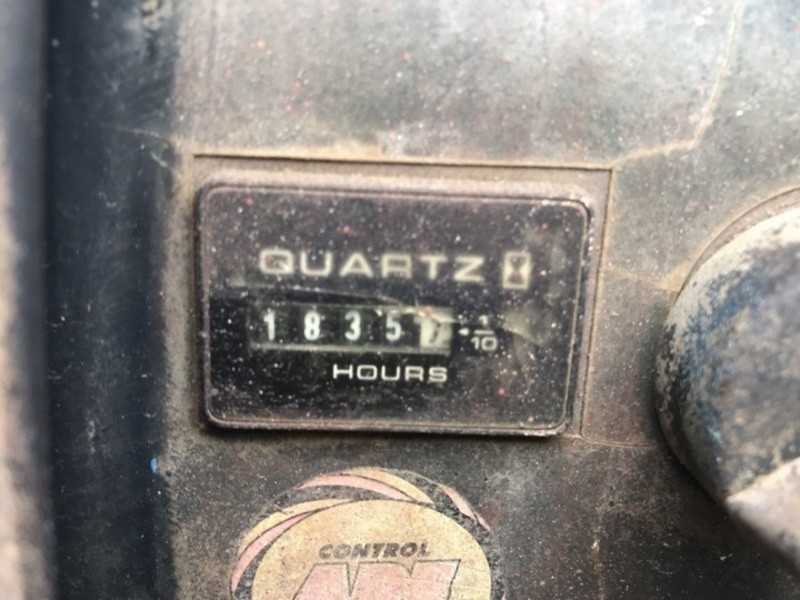 QUARTZ
1835
1/10
HOURS
CONTROL